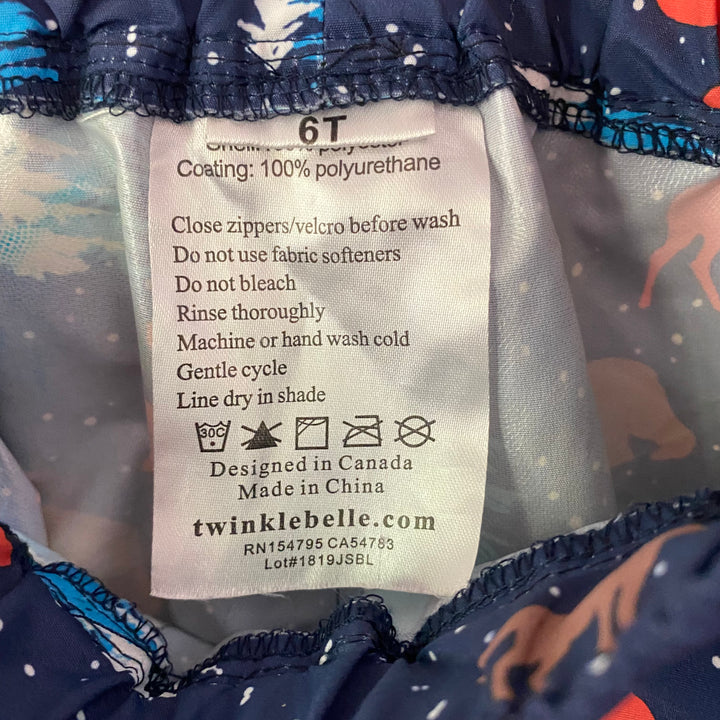 6T
Coating: 100% polyurethane
Close zippers/velcro before wash
Do not use fabric softeners
Do not bleach
Rinse thoroughly
Machine or hand wash cold
Gentle cycle
Line dry in shade
30C
Designed in Canada
Made in China
twinklebelle.com
RN154795 CA54783
Lot#1819JSBL